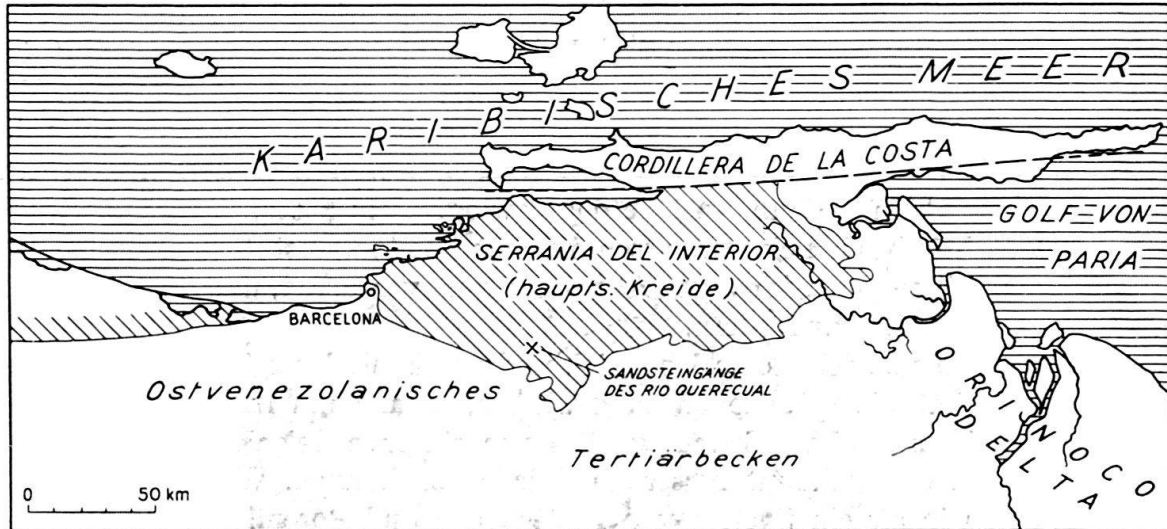 KARIBISCHES MEER
CORDILLERA DE LA COSTA
GOLF VON
PARIA
SERRANIA DEL INTERIOR
(haupts. Kreide)
BARCELONA
SANDSTEINGÄNGE
DES RIO QUERECUAL
Ostvenezolanisches
Tertiärbecken
ORINOCO
DELTA
0 50 km